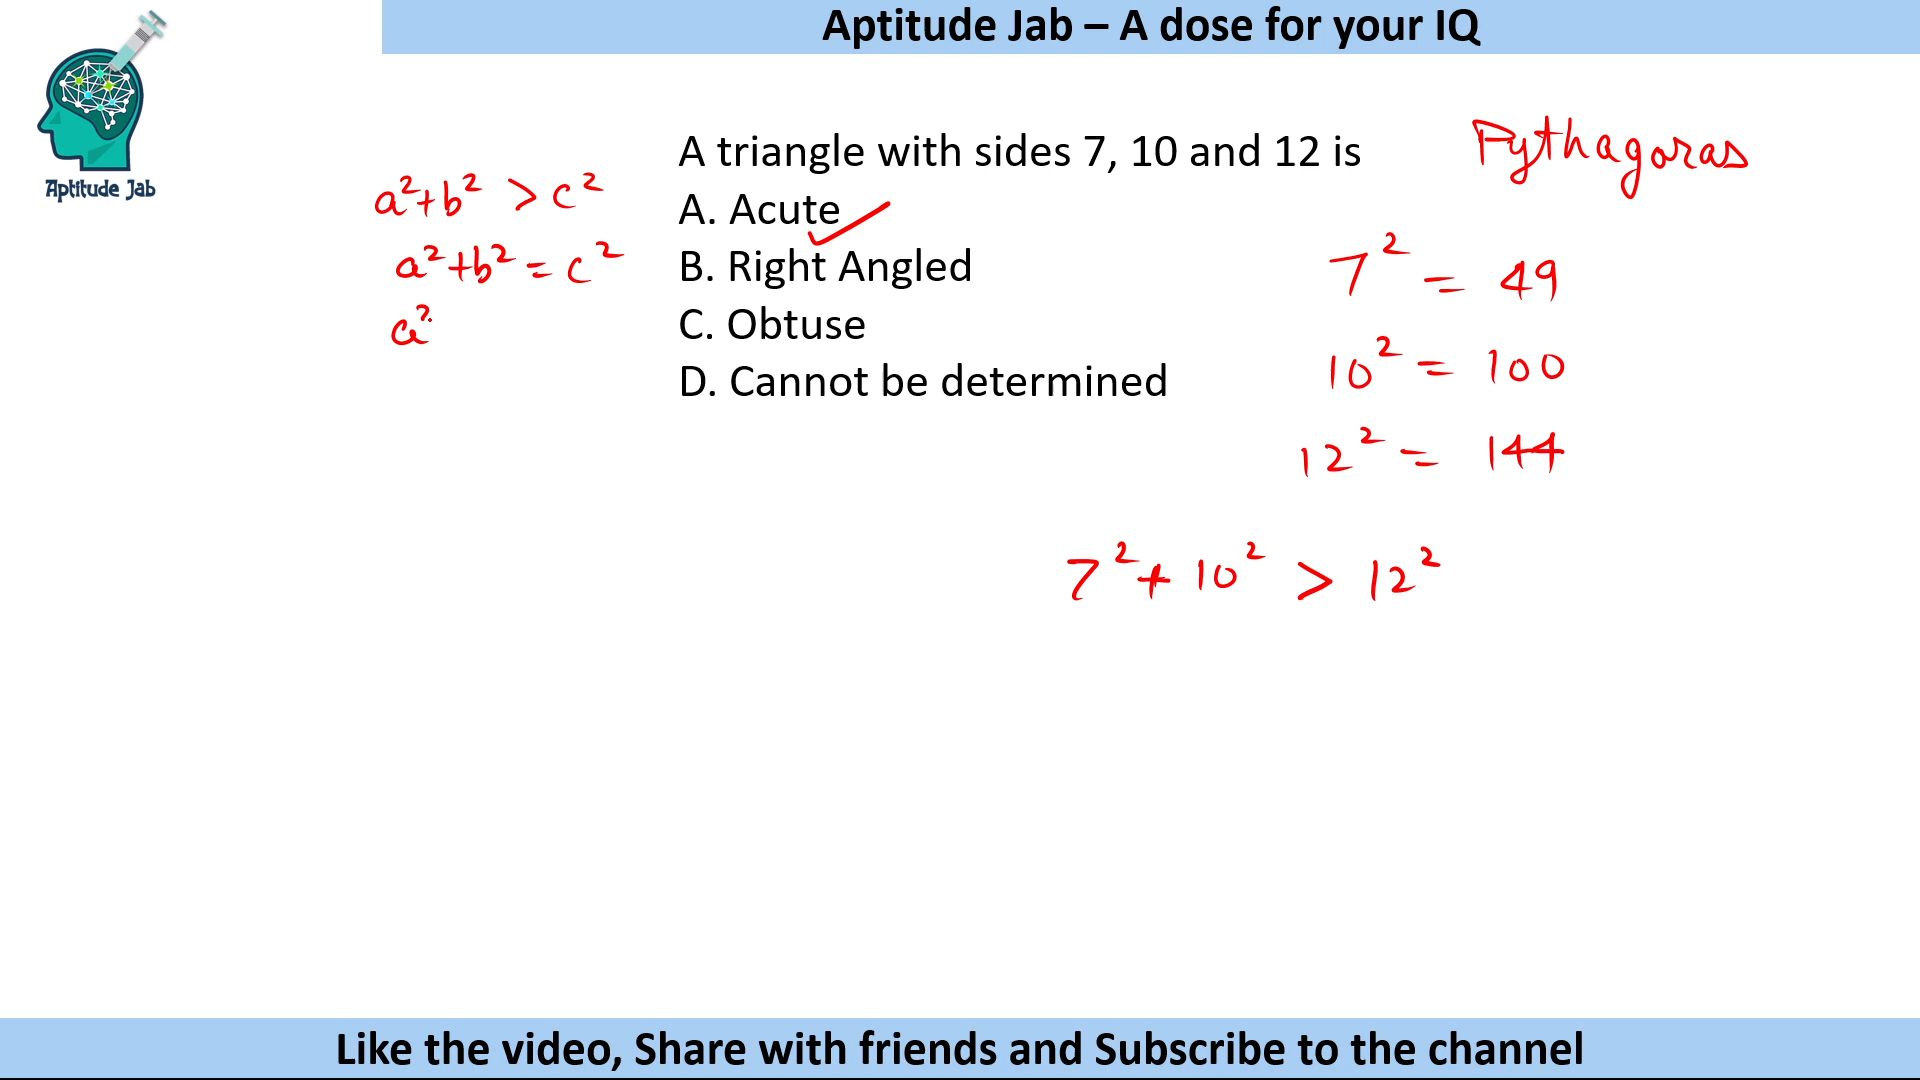 Aptitude Jab – A dose for your IQ
Aptitude Jab
A triangle with sides 7, 10 and 12 is
A. Acute
B. Right Angled
C. Obtuse
D. Cannot be determined
a²+b² > c²
a²+b² = c²
a²
Pythagoras
7² = 49
10² = 100
12² = 144
7² + 10² > 12²
Like the video, Share with friends and Subscribe to the channel